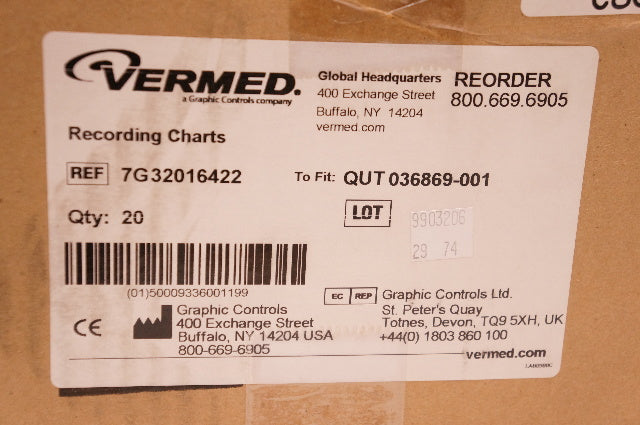 VERMED.
a Graphic Controls company
Global Headquarters
400 Exchange Street
Buffalo, NY 14204
vermed.com
REORDER
800.669.6905
Recording Charts
REF 7G32016422 To Fit: QUT 036869-001
Qty: 20
LOT
9903206
29 74
(01)50009336001199
CE
Graphic Controls
400 Exchange Street
Buffalo, NY 14204 USA
800-669-6905
EC REP
Graphic Controls Ltd.
St. Peter's Quay
Totnes, Devon, TQ9 5XH, UK
+44(0) 1803 860 100
vermed.com